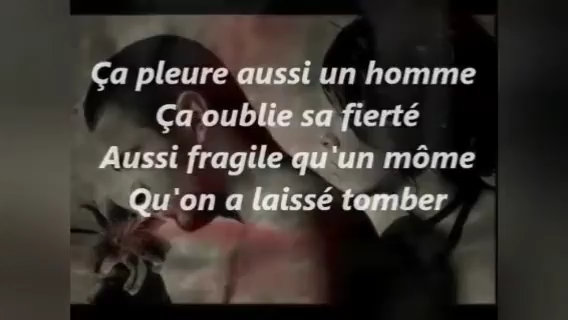 Ça pleure aussi un homme
Ça oublie sa fierté
Aussi fragile qu'un môme
Qu'on a laissé tomber